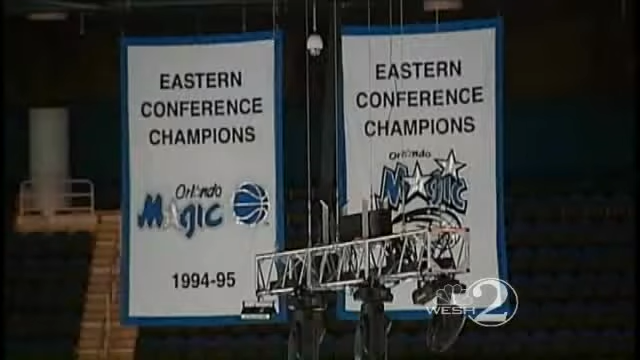 EASTERN
CONFERENCE
CHAMPIONS
Orlando
Magic
1994-95
EASTERN
CONFERENCE
CHAMPIONS
Orlando
Magic
WESH 2